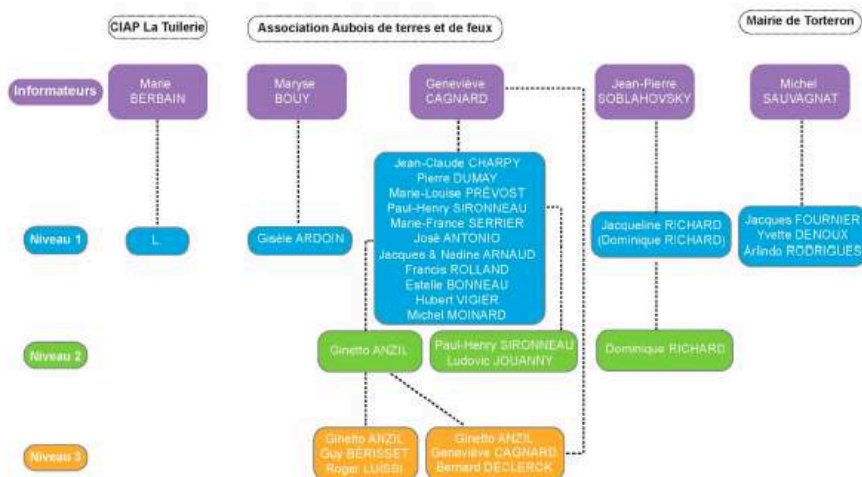 CIAP La Tuilerie
Association Aubois de terres et de feux
Mairie de Torteron
Informateurs
Marie
BERBAIN
Maryse
BOUY
Geneviève
CAGNARD
Jean-Pierre
SOBLAHOVSKY
Michel
SAUVAGNAT
Niveau 1
L.
Gisèle ARDOIN
Jean-Claude CHARPY
Pierre DUMAY
Marie-Louise PRÉVOST
Paul-Henry SIRONNEAU
Marie-France SERRIER
José ANTONIO
Jacques & Nadine ARNAUD
Francis ROLLAND
Estelle BONNEAU
Hubert VIGIER
Michel MOINARD
Jacqueline RICHARD
(Dominique RICHARD)
Jacques FOURNIER
Yvette DENOUX
Arlindo RODRIGUES
Niveau 2
Ginetto ANZIL
Paul-Henry SIRONNEAU
Ludovic JOUANNY
Dominique RICHARD
Niveau 3
Ginetto ANZIL
Guy BÉRISSET
Roger LUISSI
Ginetto ANZIL
Geneviève CAGNARD
Bernard DECLERCK